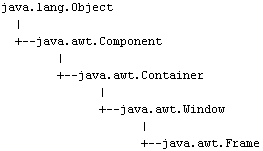 java.lang.Object
|
+--java.awt.Component
|
+--java.awt.Container
|
+--java.awt.Window
|
+--java.awt.Frame